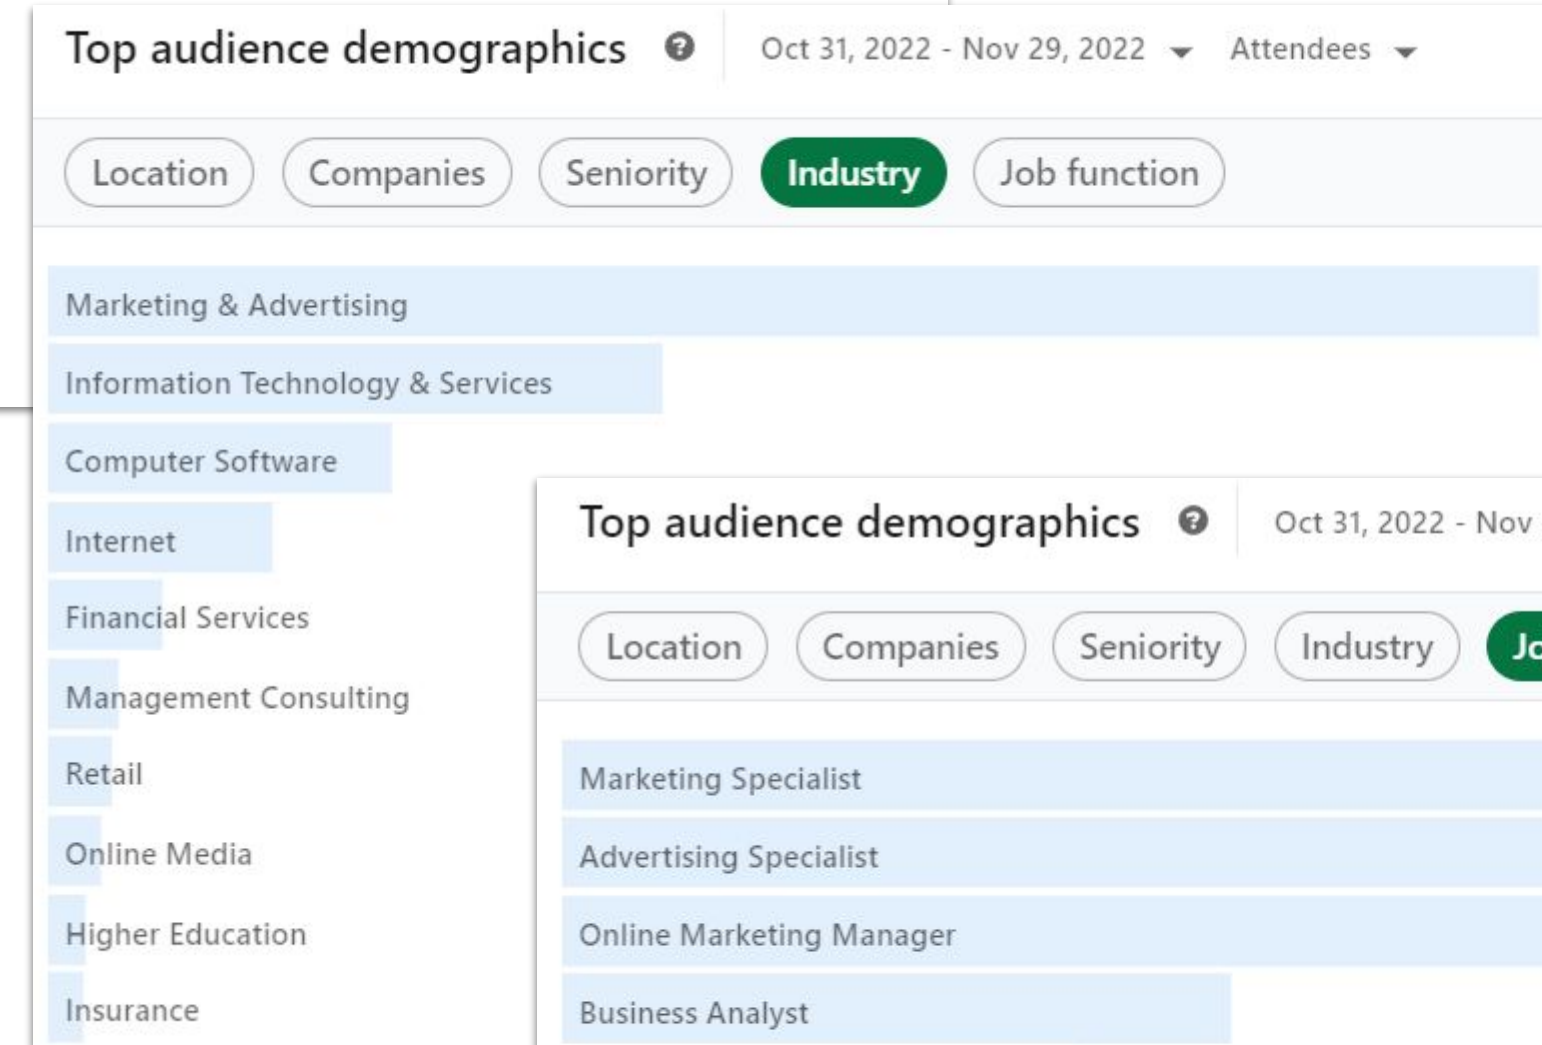 Top audience demographics ? Oct 31, 2022 - Nov 29, 2022 Attendees
Location Companies Seniority Industry Job function
Marketing & Advertising
Information Technology & Services
Computer Software
Internet
Financial Services
Management Consulting
Retail
Online Media
Higher Education
Insurance
Top audience demographics ? Oct 31, 2022 - Nov
Location Companies Seniority Industry
Marketing Specialist
Advertising Specialist
Online Marketing Manager
Business Analyst